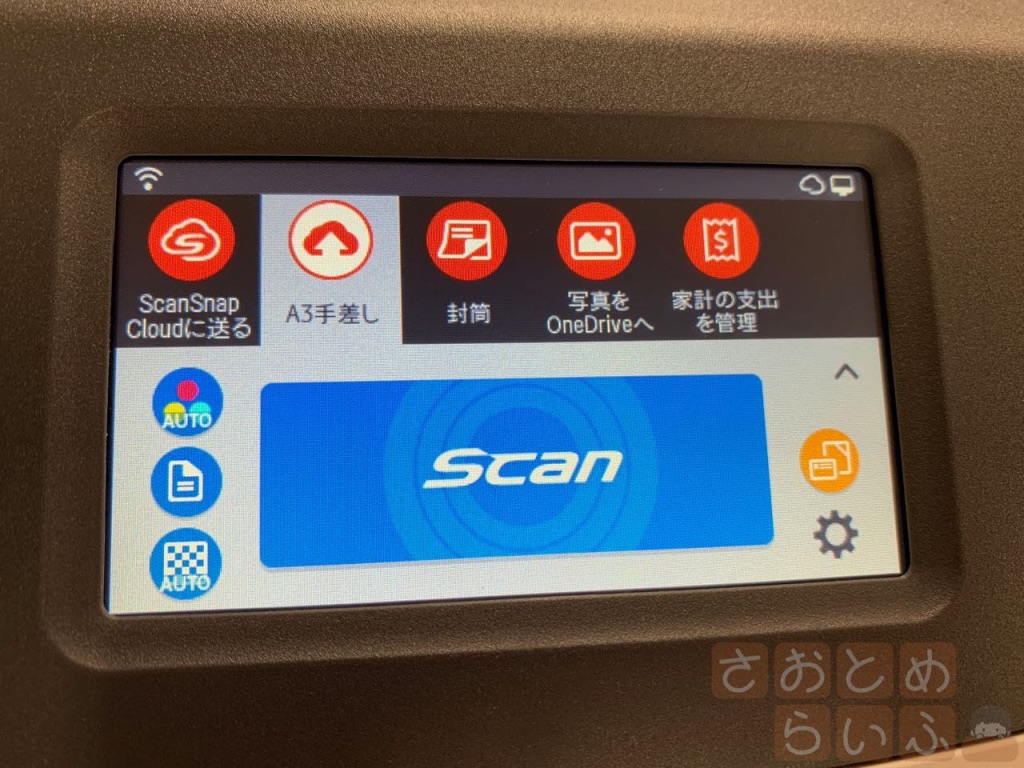 ScanSnap
Cloudに送る
A3手差し
封筒
写真を
OneDriveへ
家計の支出
を管理
AUTO
Scan
AUTO
さおとめ
らいふ